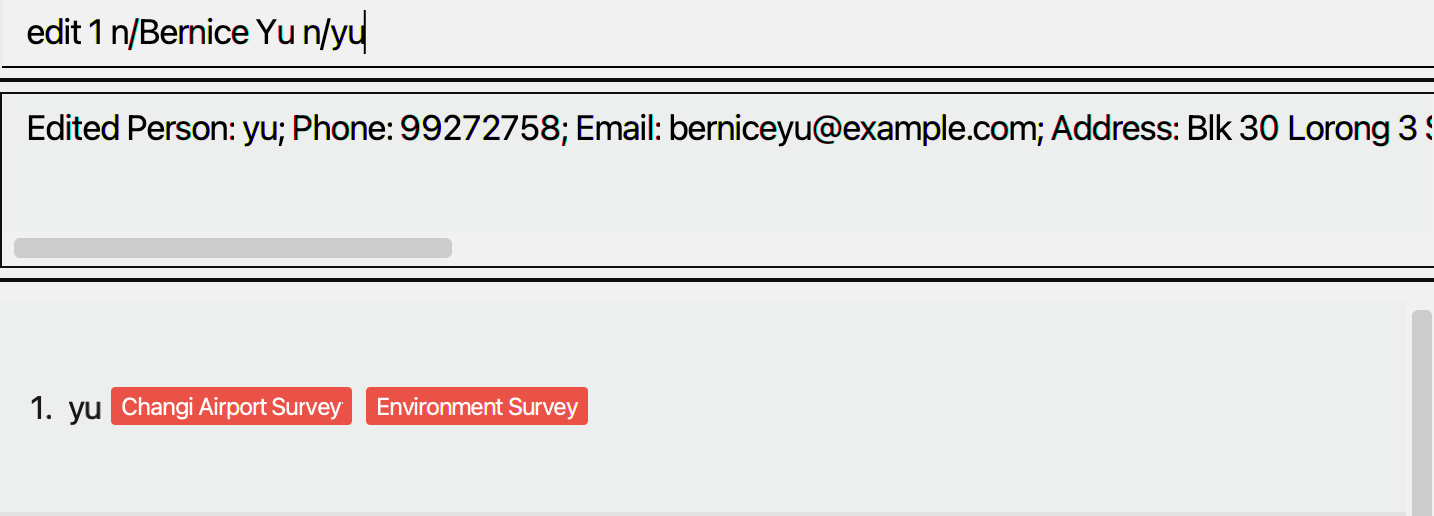 edit 1 n/Bernice Yu n/yu
Edited Person: yu; Phone: 99272758; Email: berniceyu@example.com; Address: Blk 30 Lorong 3
1. yu Changi Airport Survey Environment Survey